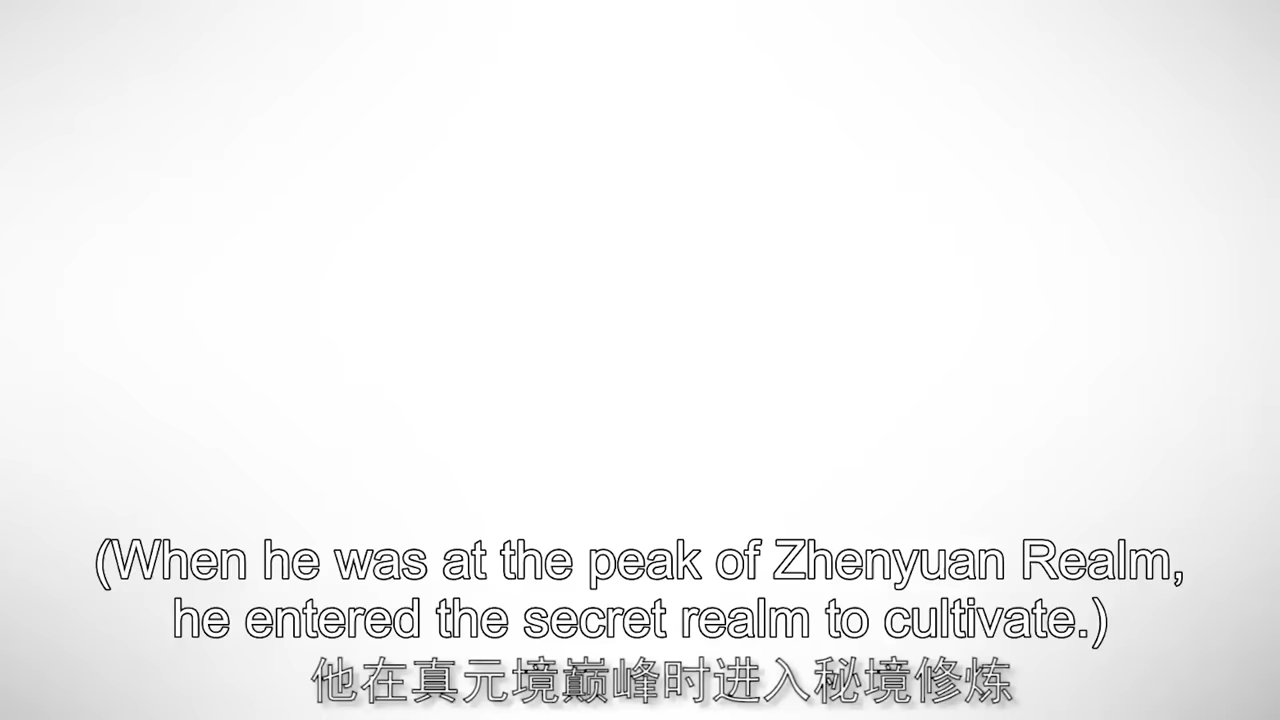 (When he was at the peak of Zhenyuan Realm,
he entered the secret realm to cultivate.)
他在真元境巅峰时进入秘境修炼